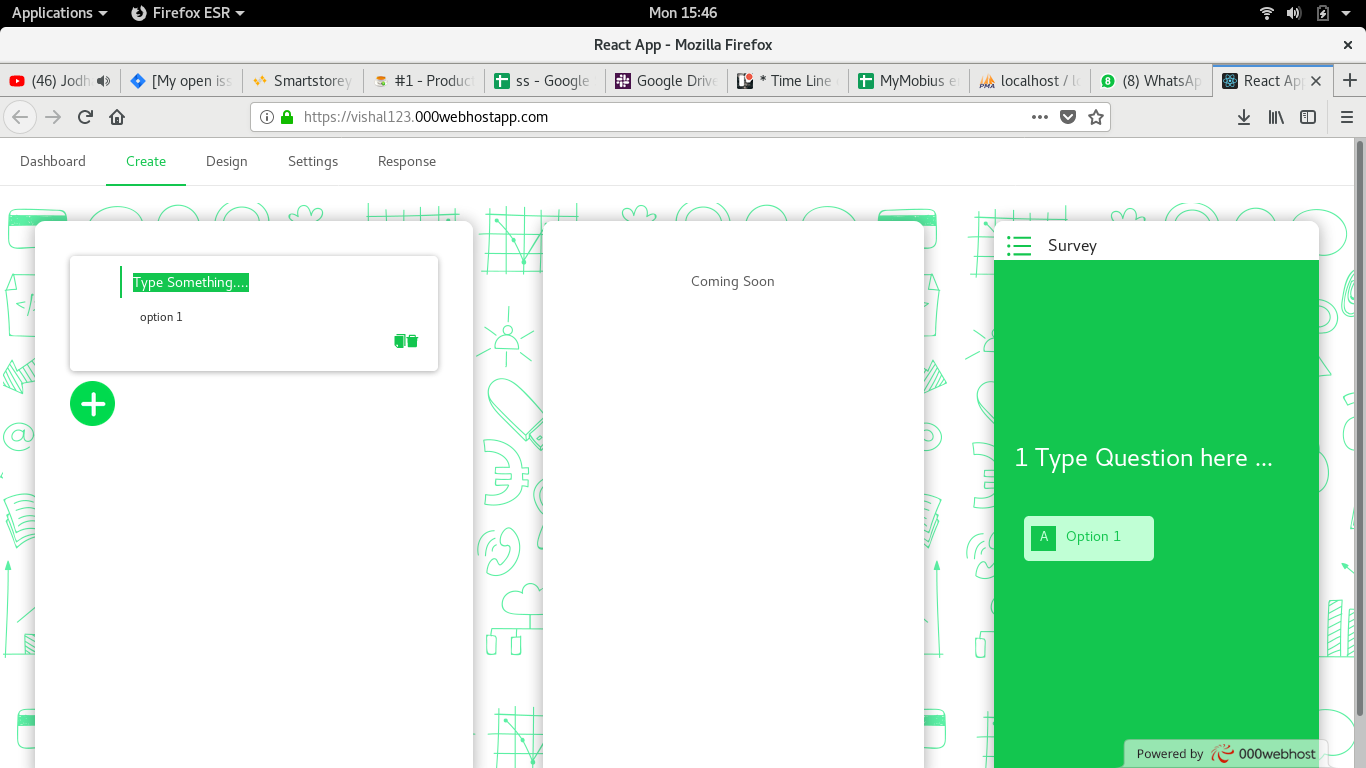 Applications Firefox ESR Mon 15:46
React App - Mozilla Firefox
(46) Jodh [My open iss Smartstorey #1 - Produc ss - Google Google Drive * Time Line MyMobius e localhost / lo (8) WhatsAp React App
https://vishal123.000webhostapp.com
Dashboard Create Design Settings Response
Type Something....
option 1
Coming Soon
Survey
1 Type Question here ...
A Option 1
Powered by 000webhost